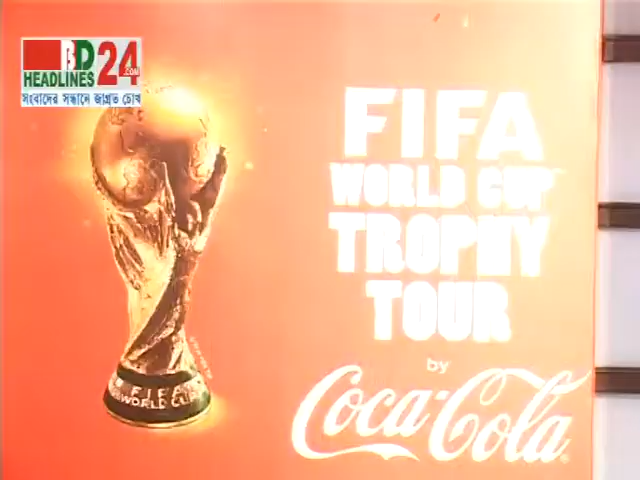 BD
HEADLINES 24 .COM
সংবাদের সন্ধানে জাগ্রত চোখ
FIFA
WORLD CUP
TROPHY
TOUR
by
Coca-Cola
FIFA
WORLD CUP